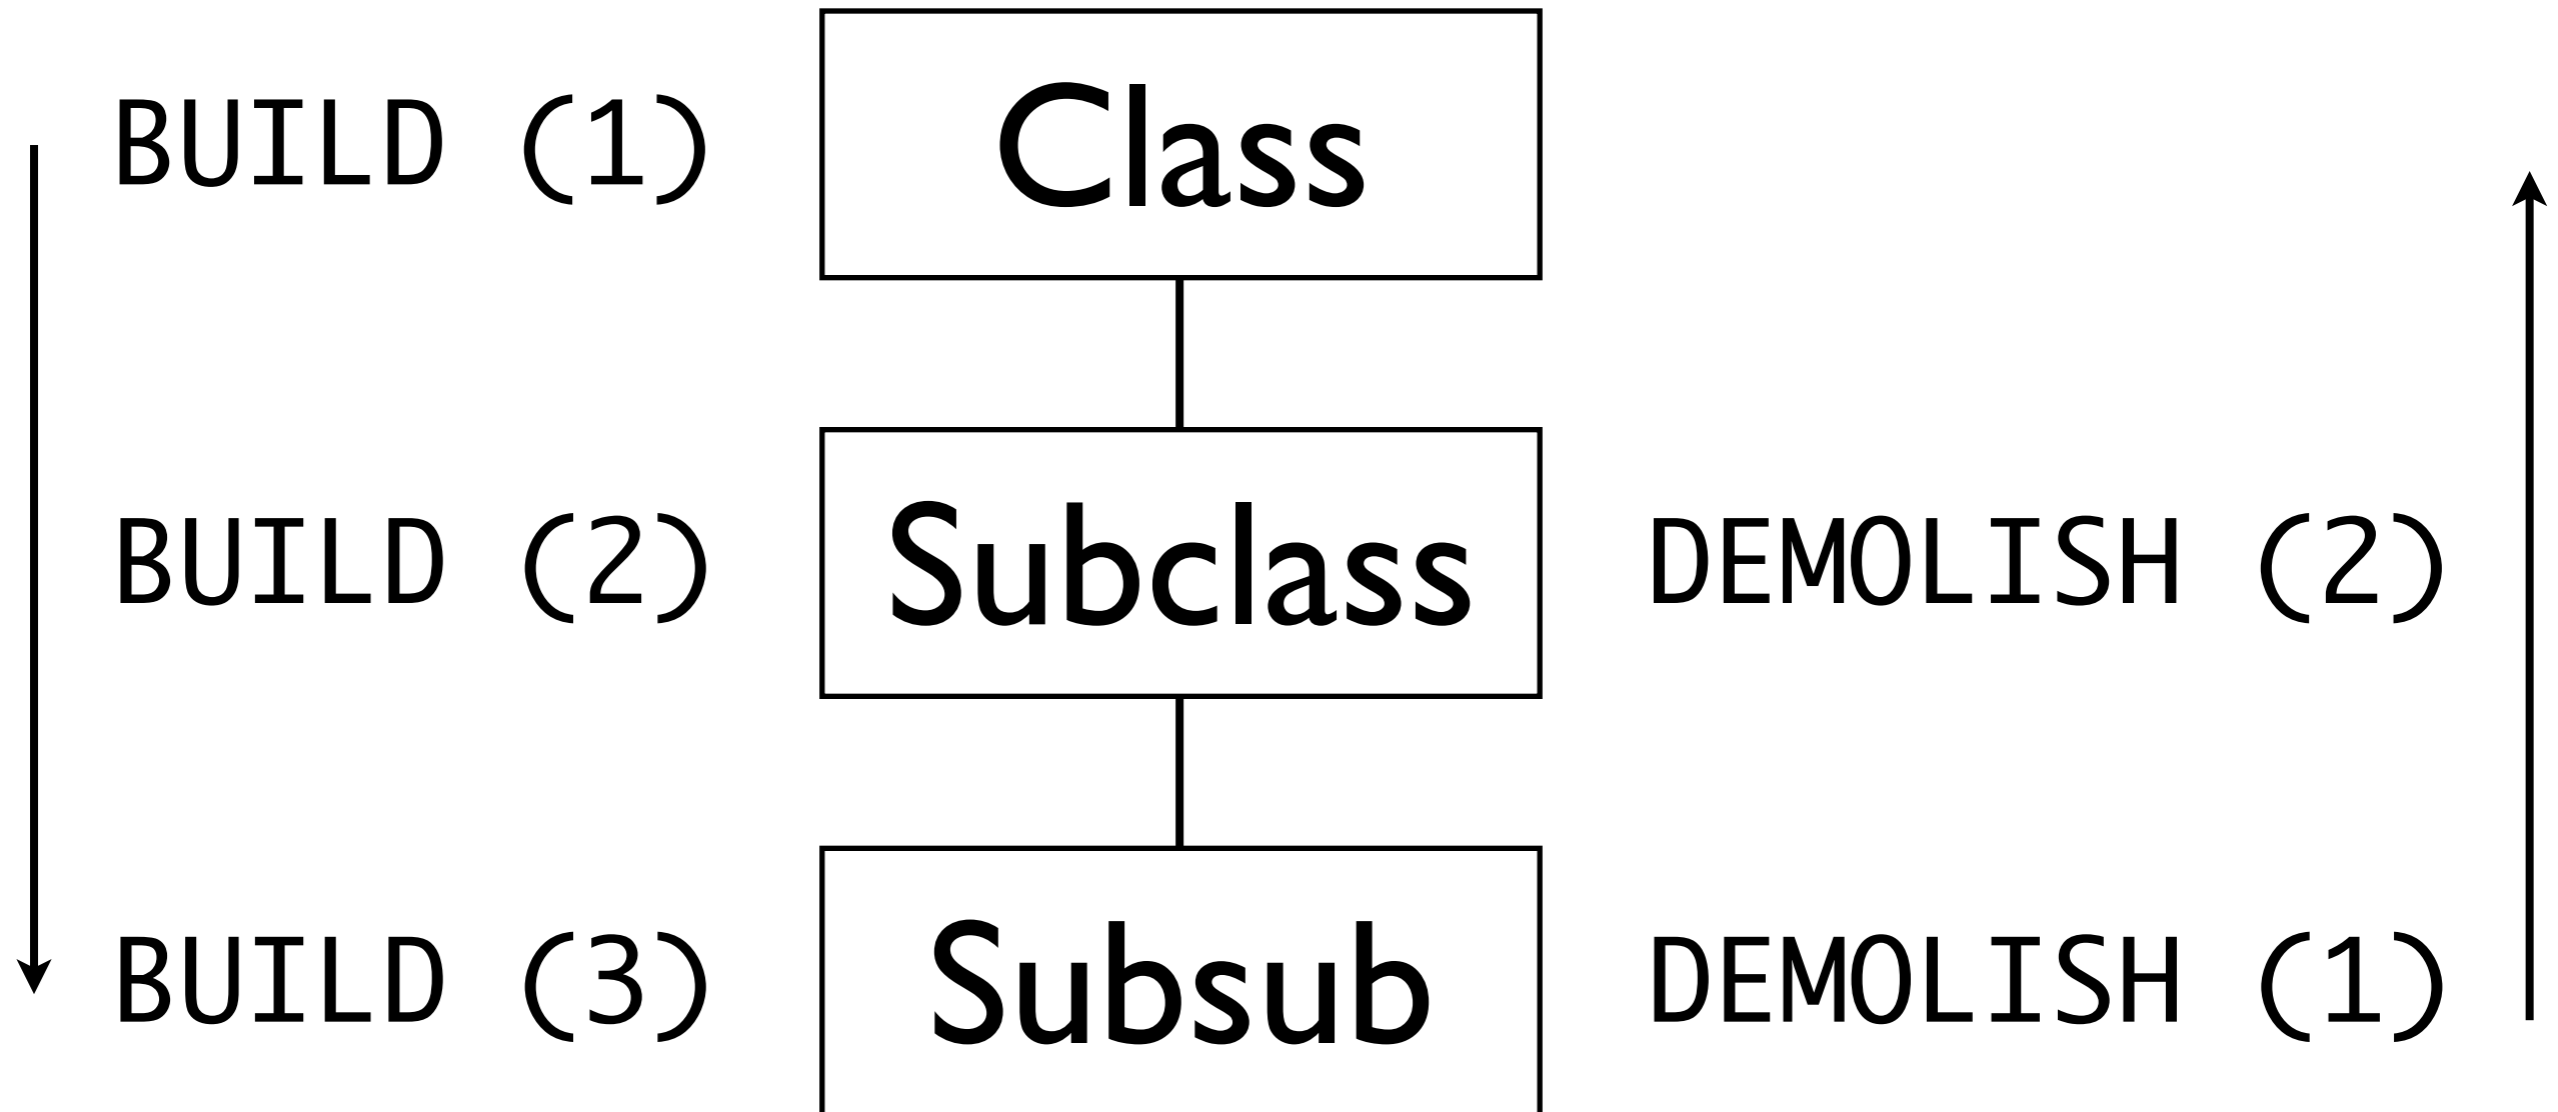 BUILD (1) Class
BUILD (2) Subclass DEMOLISH (2)
BUILD (3) Subsub DEMOLISH (1)